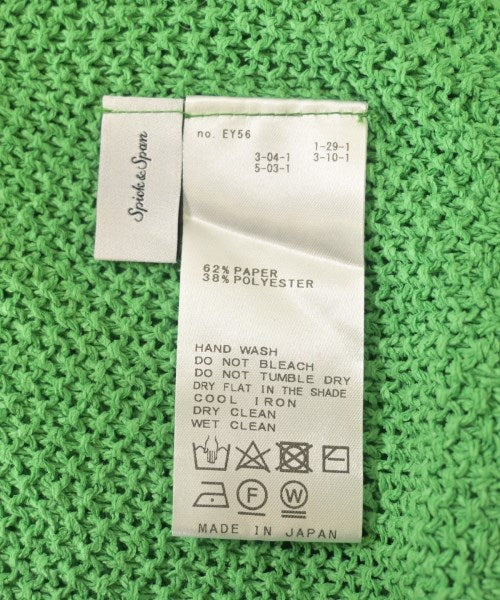 Spick & Span
no. EY56
1-29-1
3-04-1 3-10-1
5-03-1
62% PAPER
38% POLYESTER
HAND WASH
DO NOT BLEACH
DO NOT TUMBLE DRY
DRY FLAT IN THE SHADE
COOL IRON
DRY CLEAN
WET CLEAN
F W
MADE IN JAPAN